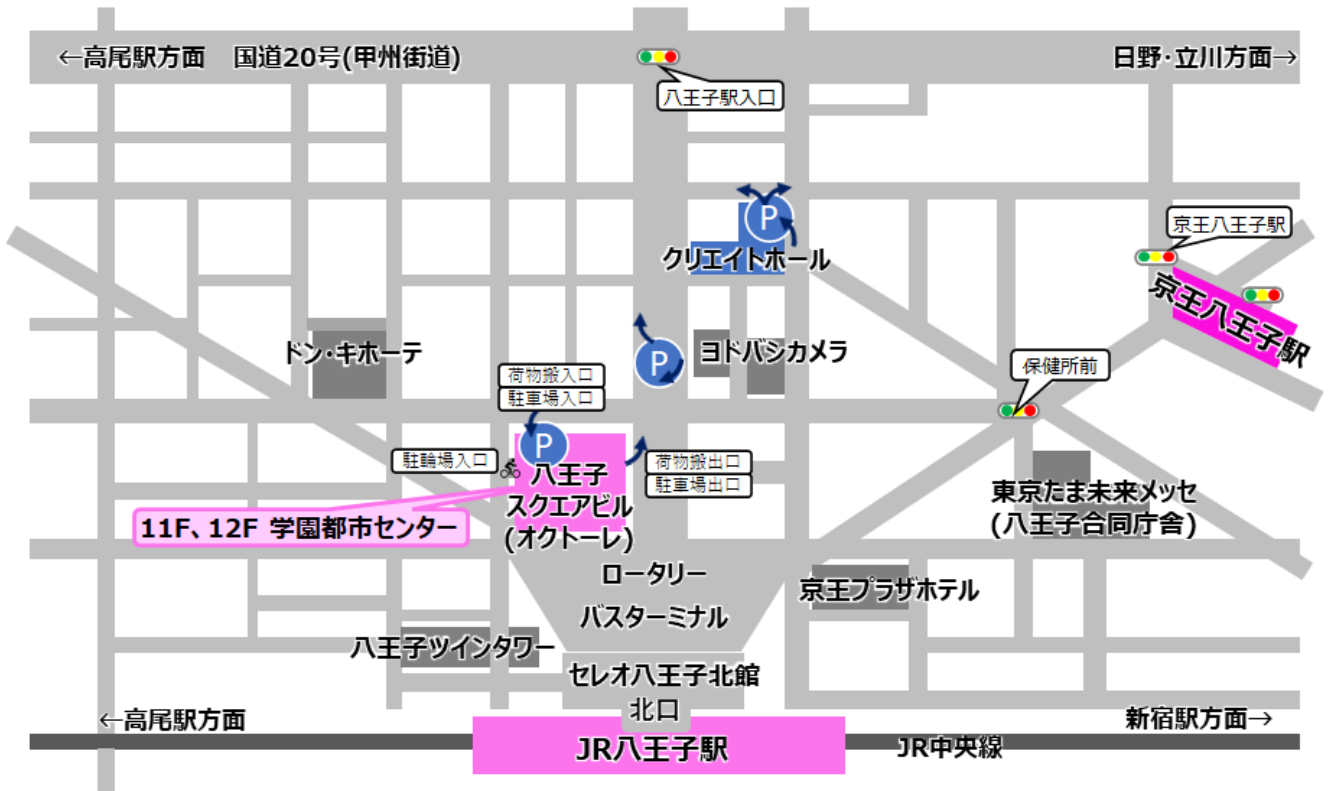 ←高尾駅方面 国道20号(甲州街道)
日野・立川方面→
八王子駅入口
P
京王八王子駅
クリエイトホール
京王八王子駅
ドン・キホーテ
P
ヨドバシカメラ
保健所前
荷物搬入口
駐車場入口
P
駐輪場入口
荷物搬出口
駐車場出口
八王子
スクエアビル
(オクトーレ)
11F、12F 学園都市センター
東京たま未来メッセ
(八王子合同庁舎)
ロータリー
バスターミナル
京王プラザホテル
八王子ツインタワー
セレオ八王子北館
北口
←高尾駅方面
新宿駅方面→
JR八王子駅
JR中央線